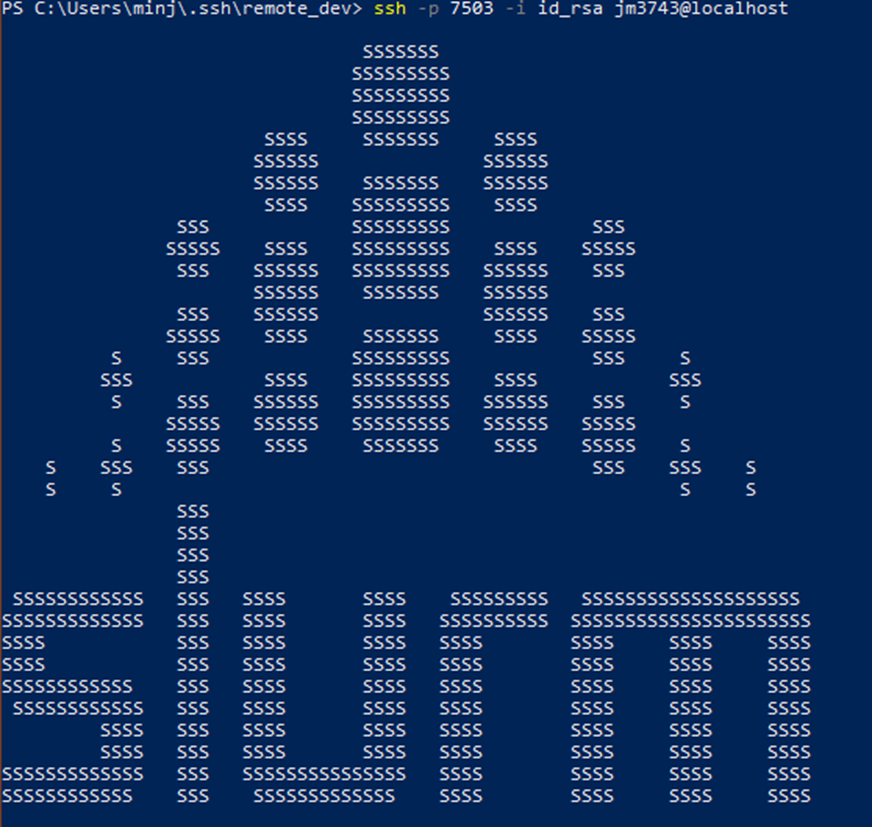 PS C:\Users\minj\.ssh\remote_dev> ssh -p 7503 -i id_rsa jm3743@localhost
                                 SSSSSSS
                                SSSSSSSSS
                                SSSSSSSSS
                                SSSSSSSSS
                        SSSS     SSSSSSS     SSSS
                       SSSSSS               SSSSSS
                       SSSSSS    SSSSSSS    SSSSSS
                        SSSS    SSSSSSSSS    SSSS
                SSS             SSSSSSSSS             SSS
               SSSSS    SSSS    SSSSSSSSS    SSSS    SSSSS
                SSS    SSSSSS   SSSSSSSSS   SSSSSS    SSS
                       SSSSSS    SSSSSSS    SSSSSS
                SSS    SSSSSS               SSSSSS    SSS
               SSSSS    SSSS     SSSSSSS     SSSS    SSSSS
          S     SSS             SSSSSSSSS             SSS     S
         SSS            SSSS    SSSSSSSSS    SSSS            SSS
          S     SSS    SSSSSS   SSSSSSSSS   SSSSSS    SSS     S
               SSSSS   SSSSSS   SSSSSSSSS   SSSSSS   SSSSS
          S    SSSSS    SSSS     SSSSSSS     SSSS    SSSSS    S
    S    SSS    SSS                                   SSS    SSS    S
    S     S                                                   S     S
                SSS
                SSS
                SSS
                SSS
 SSSSSSSSSSSS   SSS   SSSS       SSSS    SSSSSSSSS   SSSSSSSSSSSSSSSSSSSS
SSSSSSSSSSSSS   SSS   SSSS       SSSS   SSSSSSSSSS  SSSSSSSSSSSSSSSSSSSSSS
SSSS            SSS   SSSS       SSSS   SSSS        SSSS     SSSS     SSSS
SSSS            SSS   SSSS       SSSS   SSSS        SSSS     SSSS     SSSS
SSSSSSSSSSSS    SSS   SSSS       SSSS   SSSS        SSSS     SSSS     SSSS
 SSSSSSSSSSSS   SSS   SSSS       SSSS   SSSS        SSSS     SSSS     SSSS
         SSSS   SSS   SSSS       SSSS   SSSS        SSSS     SSSS     SSSS
         SSSS   SSS   SSSS       SSSS   SSSS        SSSS     SSSS     SSSS
SSSSSSSSSSSSS   SSS   SSSSSSSSSSSSSSS   SSSS        SSSS     SSSS     SSSS
SSSSSSSSSSSS    SSS    SSSSSSSSSSSSS    SSSS        SSSS     SSSS     SSSS